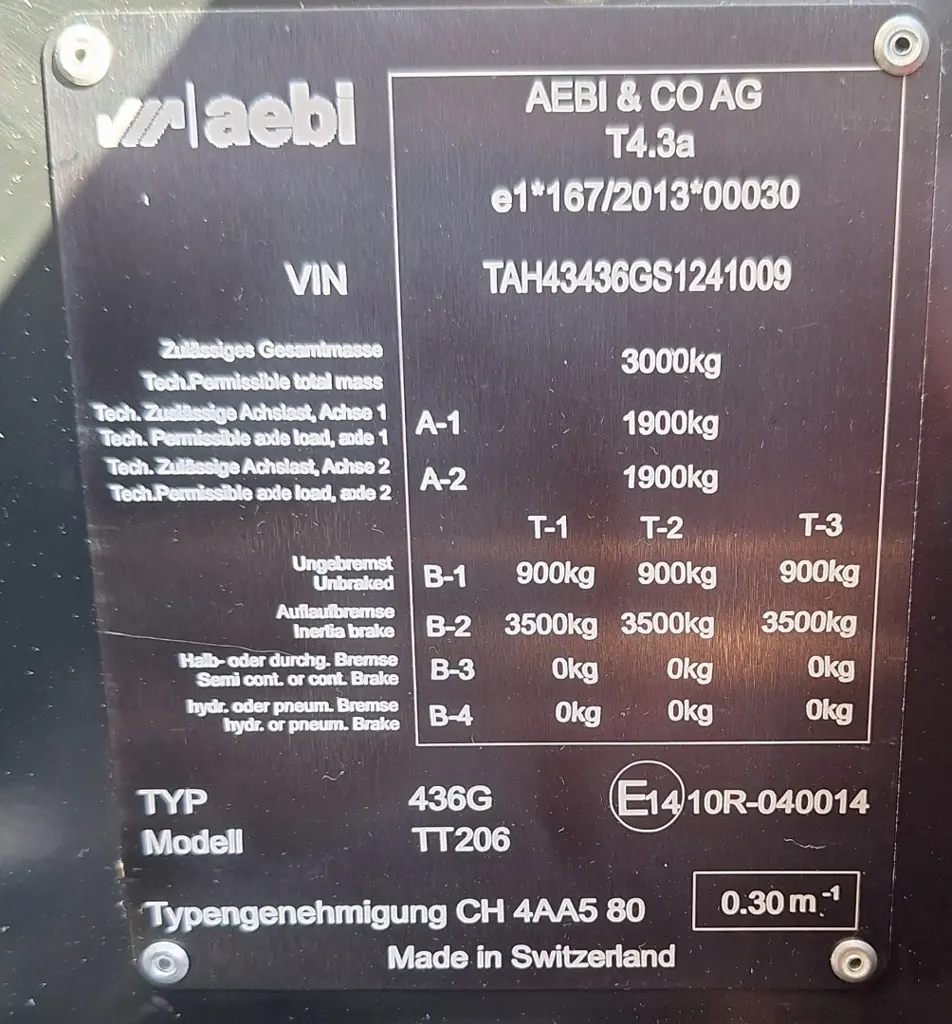 aebi
AEBI & CO AG
T4.3a
e1*167/2013*00030
VIN TAH43436GS1241009
Zulässiges Gesamtmasse
Tech.Permissible total mass
3000kg
Tech. Zuslässige Achslast, Achse 1
Tech. Permissible axle load, axle 1
A-1 1900kg
Tech. Zulässige Achslast, Achse 2
Tech.Permissible axle load, axle 2
A-2 1900kg
T-1 T-2 T-3
Ungebremst
Unbraked
B-1 900kg 900kg 900kg
Auflaufbremse
Inertia brake
B-2 3500kg 3500kg 3500kg
Halb- oder durchg. Bremse
Semi cont. or cont. Brake
B-3 0kg 0kg 0kg
hydr. oder pneum. Bremse
hydr. or pneum. Brake
B-4 0kg 0kg 0kg
TYP 436G E14 10R-040014
Modell TT206
Typengenehmigung CH 4AA5 80 0.30 m.-1
Made in Switzerland